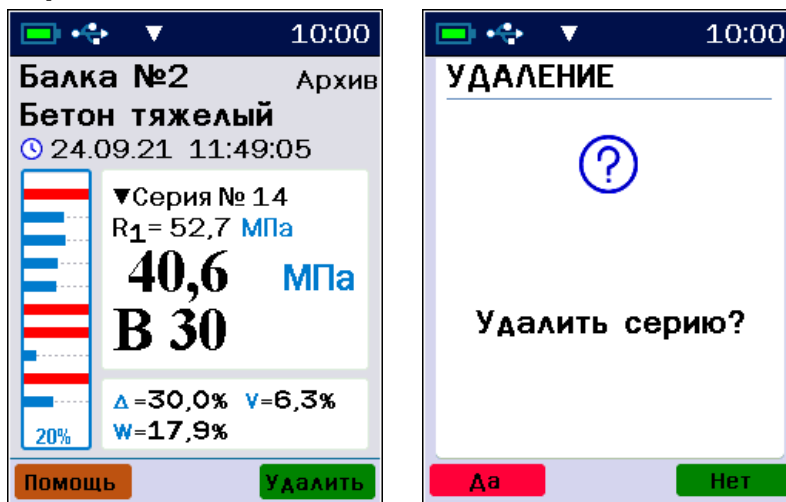 10:00
Балка №2 Архив
Бетон тяжелый
24.09.21 11:49:05
▼Серия № 14
R1= 52,7 МПа
40,6 МПа
В 30
Δ=30,0% V=6,3%
W=17,9%
20%
Помощь Удалить
10:00
УДАЛЕНИЕ
?
Удалить серию?
Да Нет